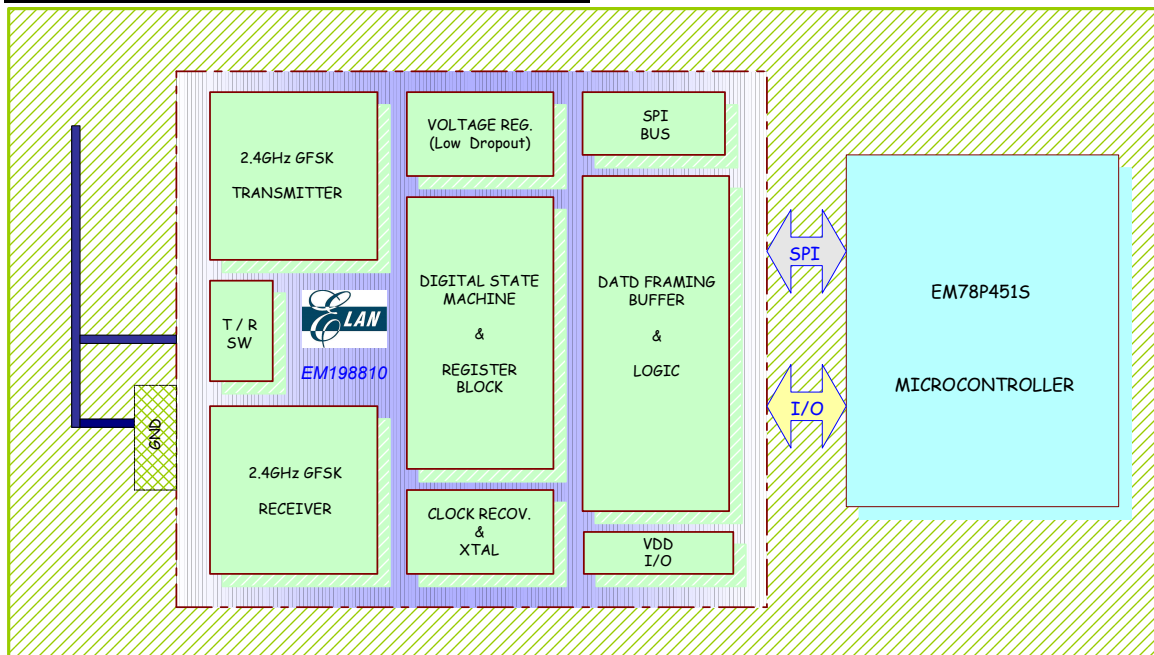 2.4GHz GFSK
TRANSMITTER
T / R
SW
ELAN
EM198810
2.4GHz GFSK
RECEIVER
GND
VOLTAGE REG.
(Low Dropout)
DIGITAL STATE
MACHINE
&
REGISTER
BLOCK
CLOCK RECOV.
&
XTAL
SPI
BUS
DATD FRAMING
BUFFER
&
LOGIC
VDD
I/O
SPI
I/O
EM78P451S
MICROCONTROLLER